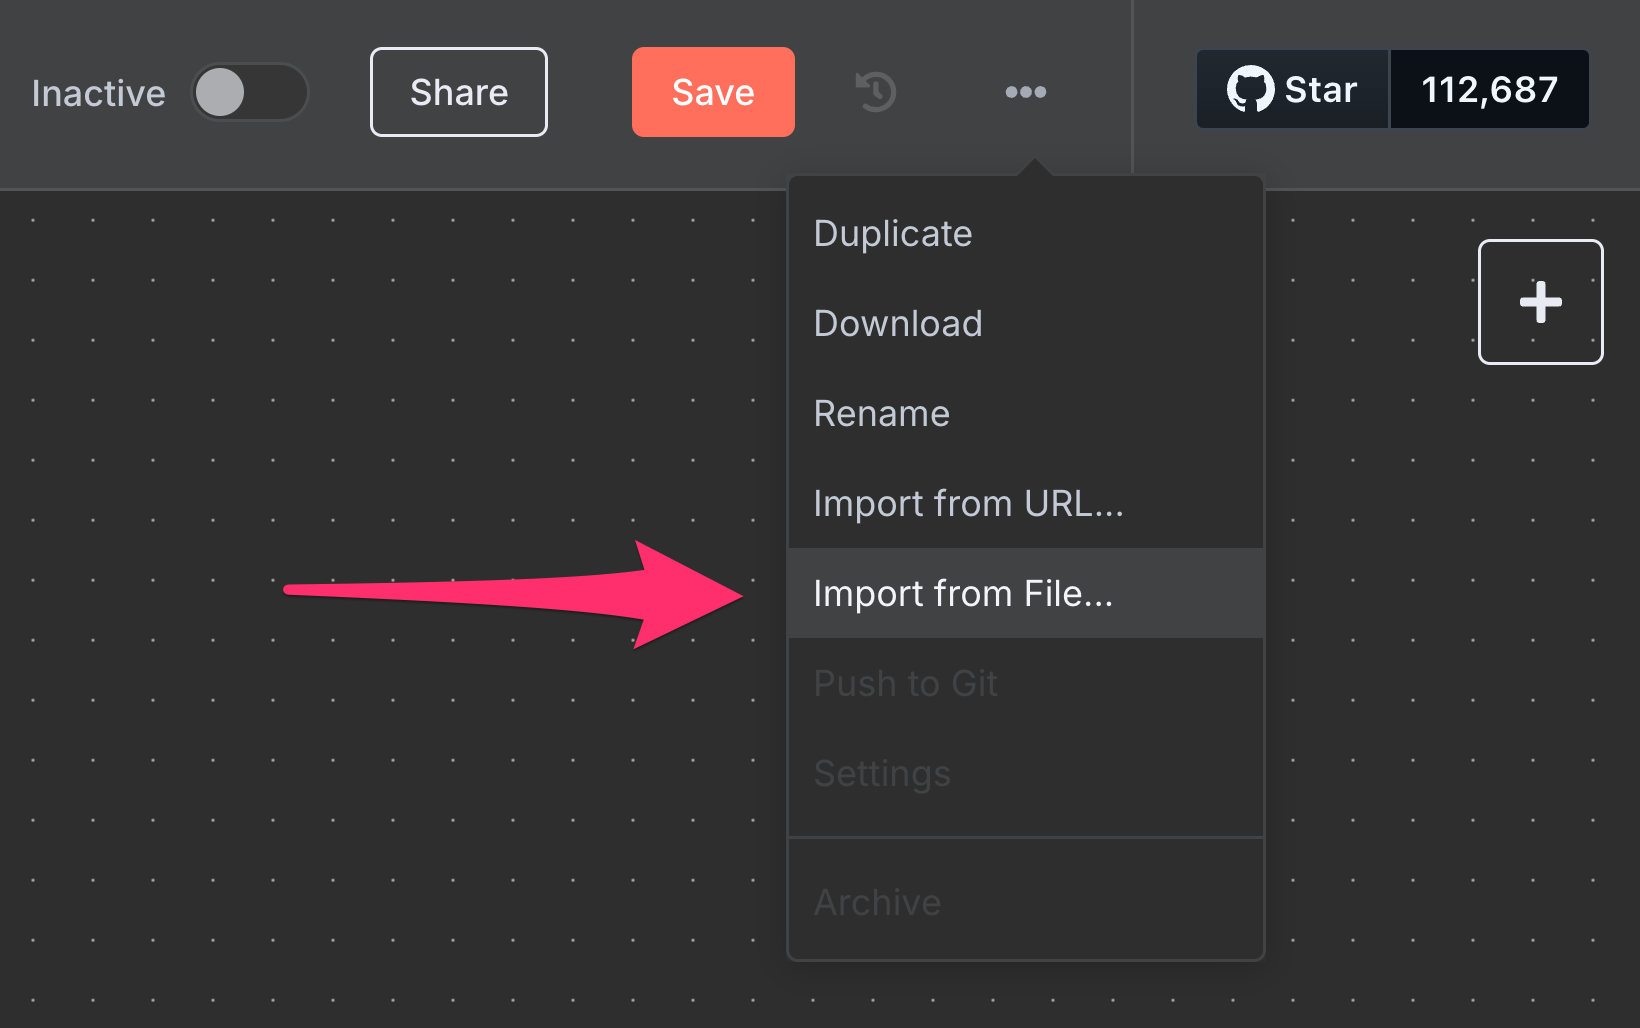 Inactive
Share
Save
Star
112,687
Duplicate
Download
Rename
Import from URL...
Import from File...
Push to Git
Settings
Archive